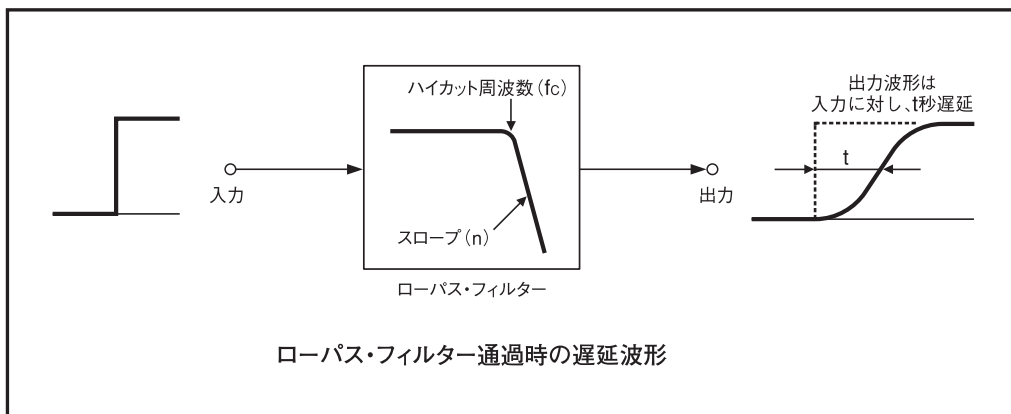 ハイカット周波数(fc)
出力波形は
入力に対し、t秒遅延
t
入力
出力
スロープ(n)
ローパス・フィルター
ローパス・フィルター通過時の遅延波形